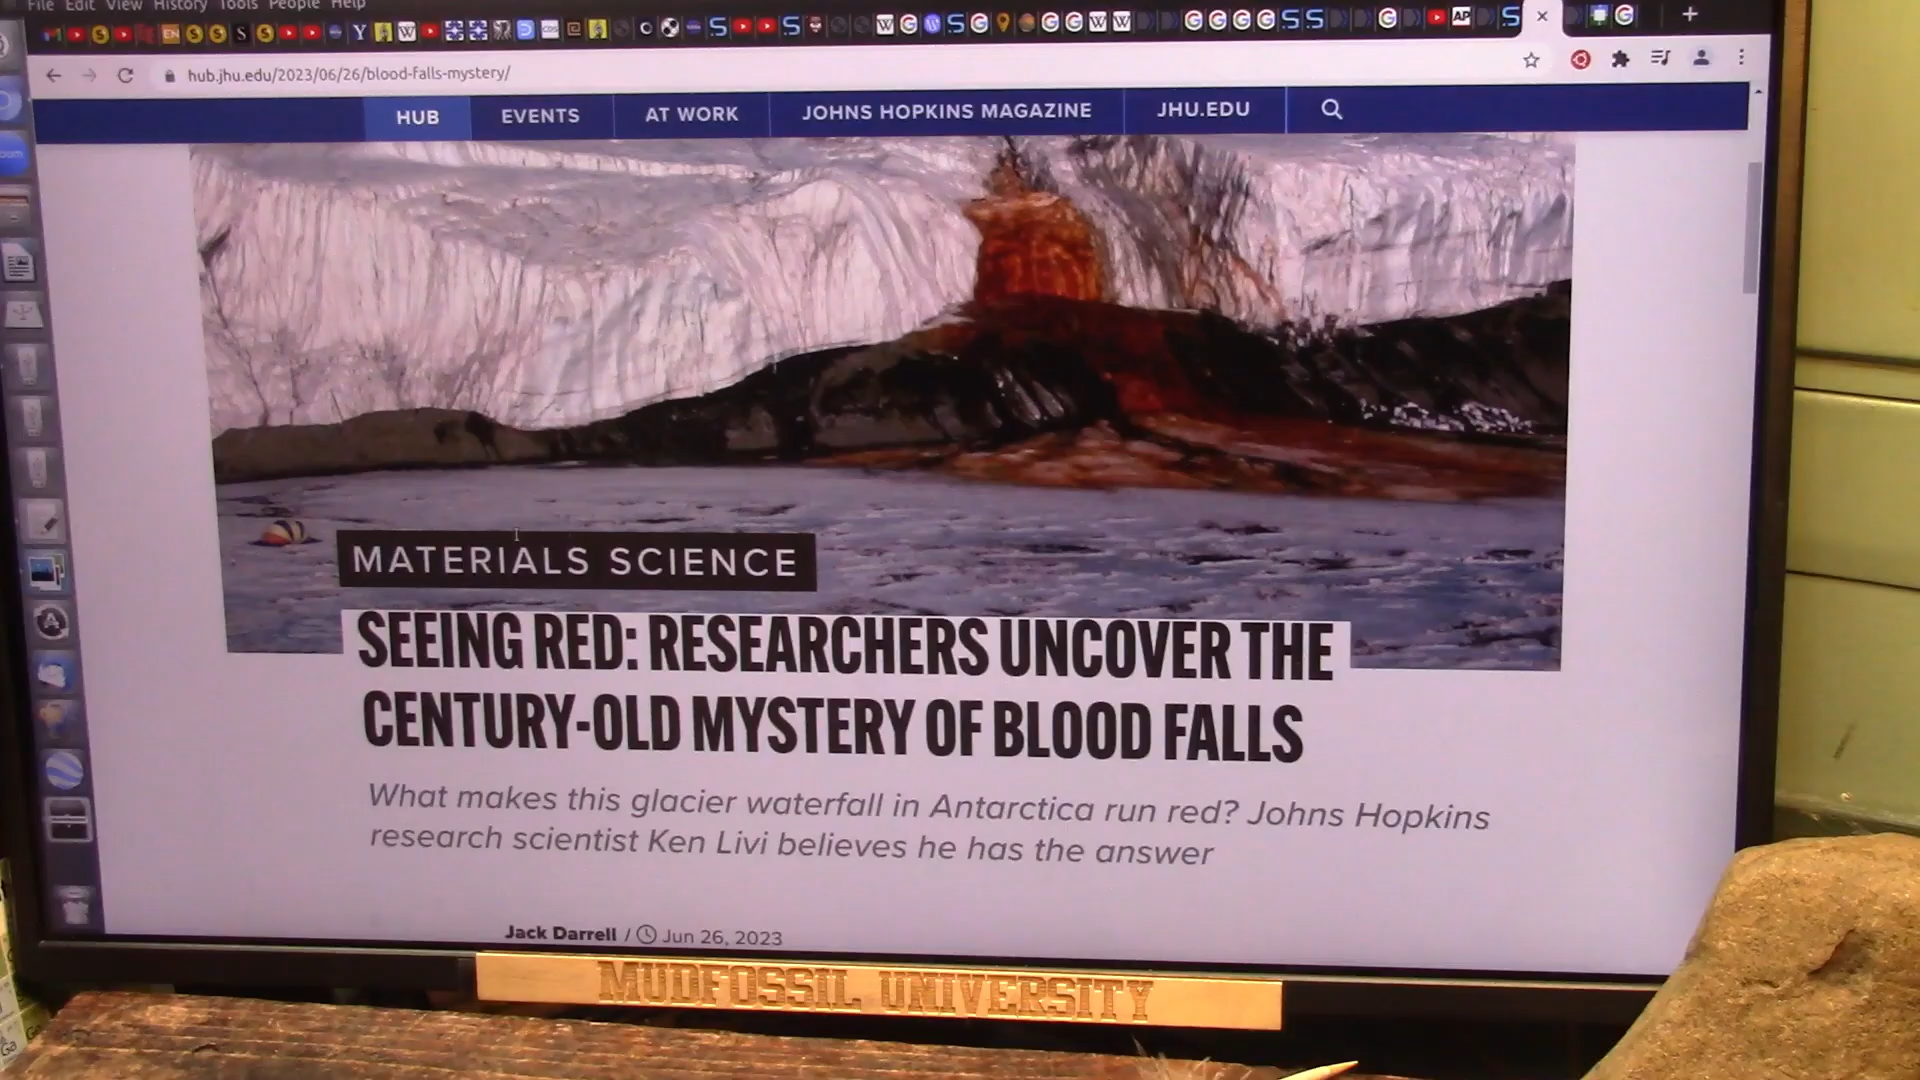 File Edit View History Tools People Help
hub.jhu.edu/2023/06/26/blood-falls-mystery/
HUB EVENTS AT WORK JOHNS HOPKINS MAGAZINE JHU.EDU
MATERIALS SCIENCE
SEEING RED: RESEARCHERS UNCOVER THE
CENTURY-OLD MYSTERY OF BLOOD FALLS
What makes this glacier waterfall in Antarctica run red? Johns Hopkins
research scientist Ken Livi believes he has the answer
Jack Darrell / Jun 26, 2023
MUDFOSSIL UNIVERSITY